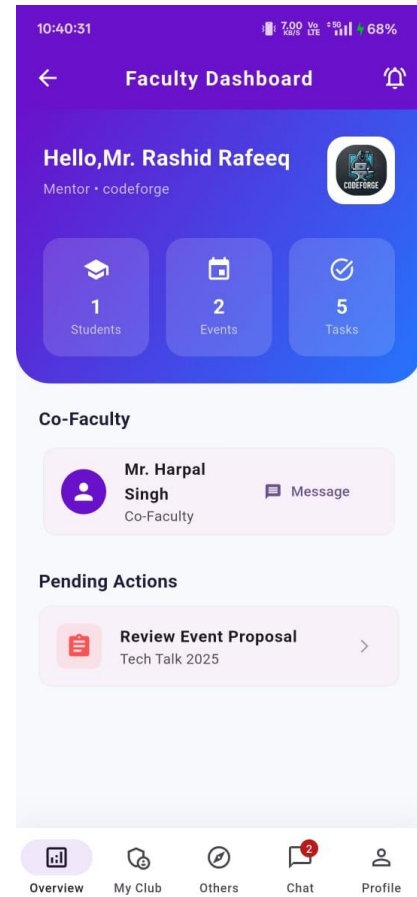 10:40:31
7.00 KB/S Vo LTE 5G 68%
Faculty Dashboard
Hello,Mr. Rashid Rafeeq
Mentor • codeforge
CODEFORGE
1
Students
2
Events
5
Tasks
Co-Faculty
Mr. Harpal
Singh
Co-Faculty
Message
Pending Actions
Review Event Proposal
Tech Talk 2025
2
Overview
My Club
Others
Chat
Profile